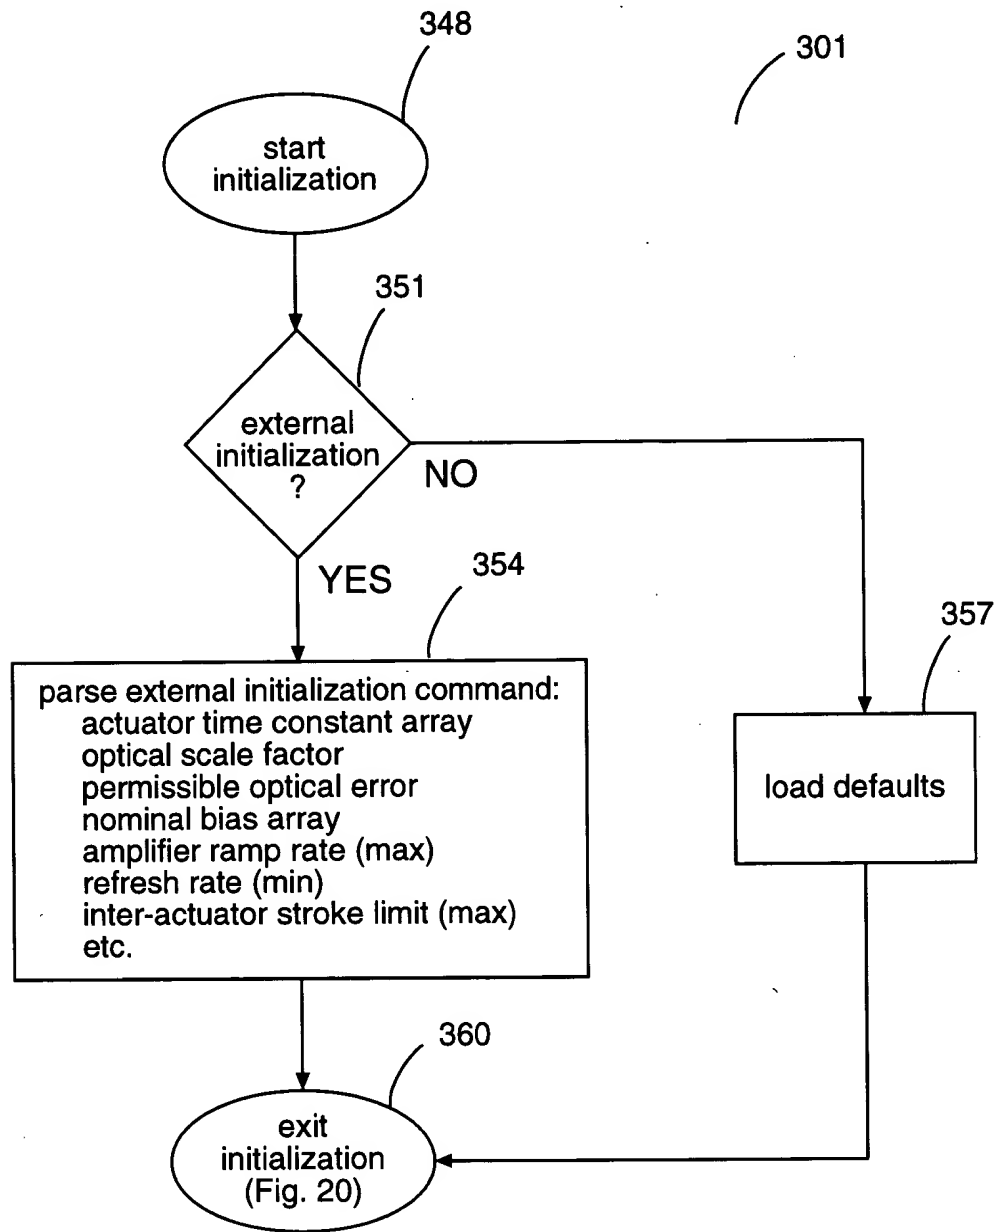 348
301
start
initialization
351
external
initialization
?
NO
YES
354
357
parse external initialization command:
actuator time constant array
optical scale factor
permissible optical error
nominal bias array
amplifier ramp rate (max)
refresh rate (min)
inter-actuator stroke limit (max)
etc.
load defaults
360
exit
initialization
(Fig. 20)